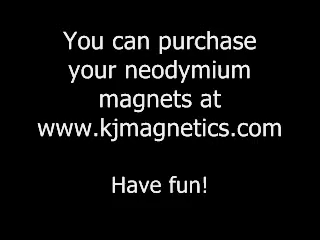 You can purchase
your neodymium
magnets at
www.kjmagnetics.com
Have fun!